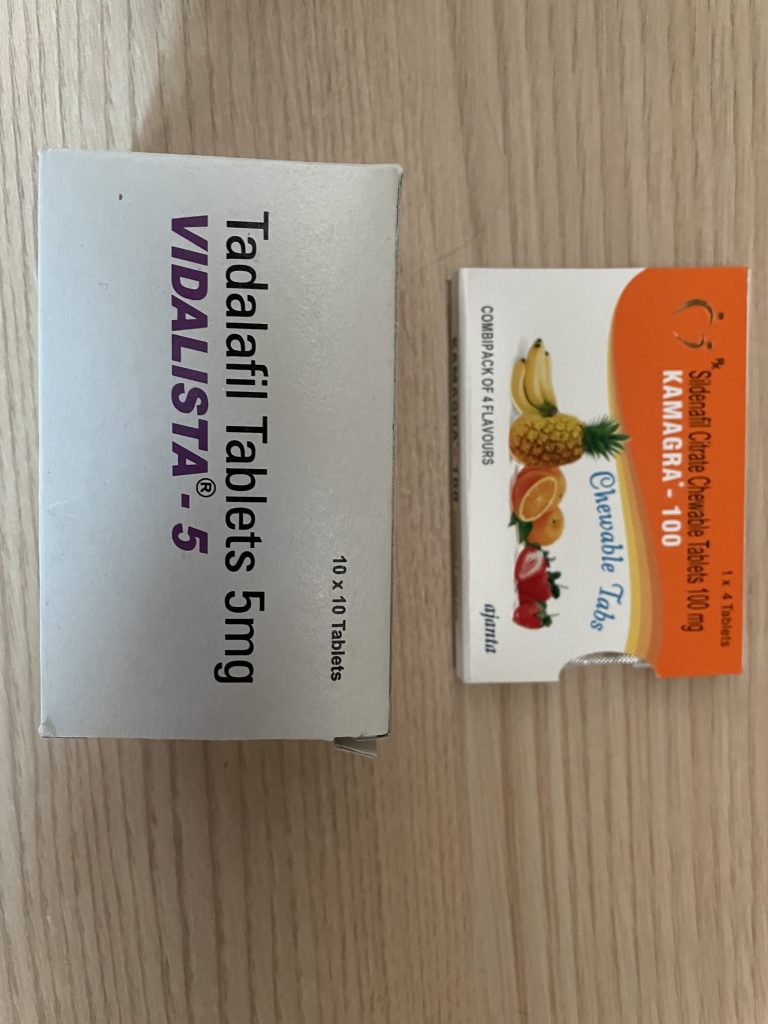 10 x 10 Tablets
Tadalafil Tablets 5mg
VIDALISTA® - 5
1 x 4 Tablets
Rx Sildenafil Citrate Chewable Tablets 100 mg
KAMAGRA* - 100
Chewable Tabs
COMBIPACK OF 4 FLAVOURS
ajanta